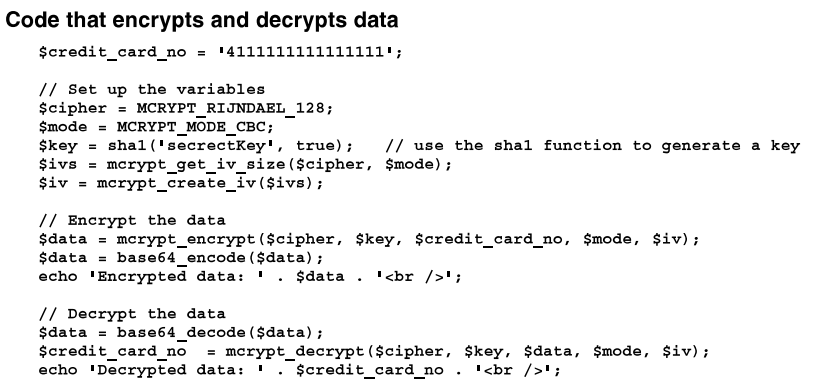 Code that encrypts and decrypts data
$credit_card_no = '4111111111111111';
// Set up the variables
$cipher = MCRYPT_RIJNDAEL_128;
$mode = MCRYPT_MODE_CBC;
$key = sha1('secrectKey', true);   // use the sha1 function to generate a key
$ivs = mcrypt_get_iv_size($cipher, $mode);
$iv = mcrypt_create_iv($ivs);
// Encrypt the data
$data = mcrypt_encrypt($cipher, $key, $credit_card_no, $mode, $iv);
$data = base64_encode($data);
echo 'Encrypted data: ' . $data . '<br />';
// Decrypt the data
$data = base64_decode($data);
$credit_card_no  = mcrypt_decrypt($cipher, $key, $data, $mode, $iv);
echo 'Decrypted data: ' . $credit_card_no . '<br />';